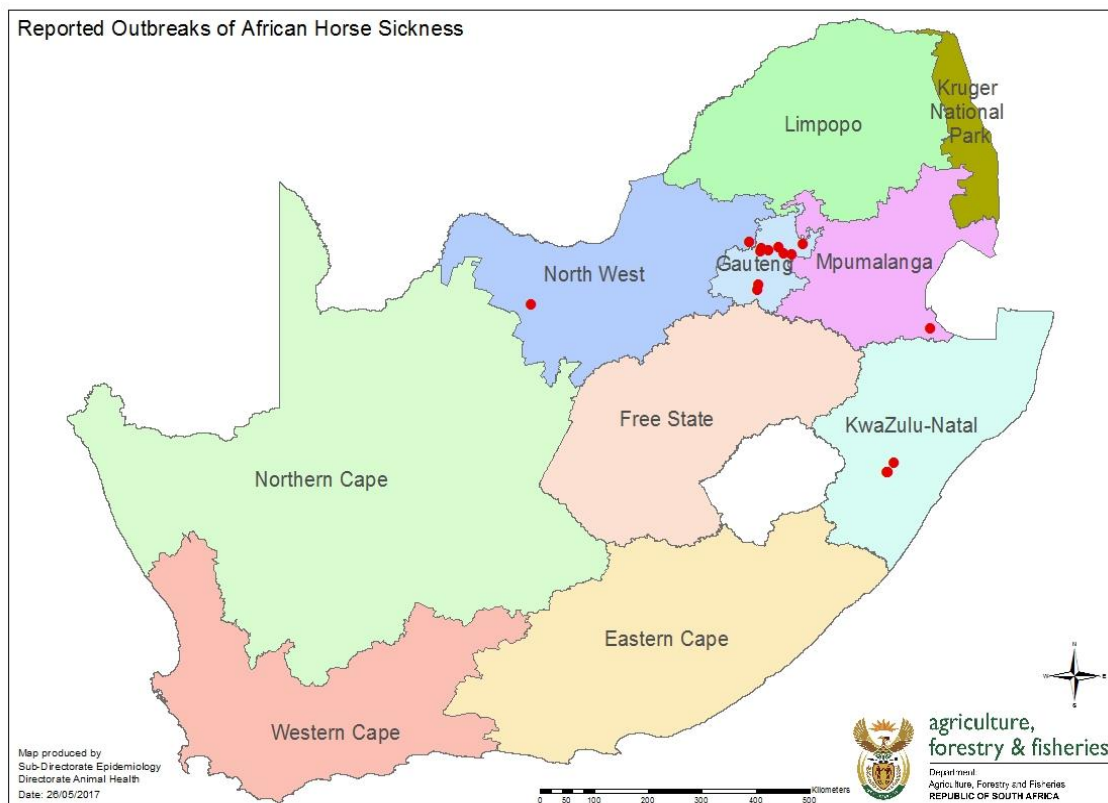 Reported Outbreaks of African Horse Sickness
Kruger
National
Park
Limpopo
North West
Gauteng
Mpumalanga
Free State
KwaZulu-Natal
Northern Cape
Eastern Cape
Western Cape
N
W
E
S
Map produced by
Sub-Directorate Epidemiology
Directorate Animal Health
Date: 26/05/2017
0 50 100 200 300 400 500
Kilometers
agriculture,
forestry & fisheries
Department:
Agriculture, Forestry and Fisheries
REPUBLIC OF SOUTH AFRICA